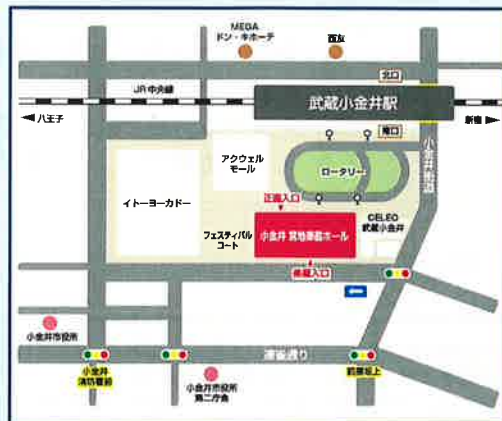 MEGA
ドン・キホーテ
西友
北口
JR中央線
武蔵小金井駅
八王子
新宿
南口
アクウェル
モール
ロータリー
小金井街道
イトーヨーカドー
正面入口
フェスティバル
コート
小金井 宮地楽器ホール
CELEO
武蔵小金井
小金井市役所
小金井
消防署前
連雀通り
前原坂上
小金井市役所
第二庁舎